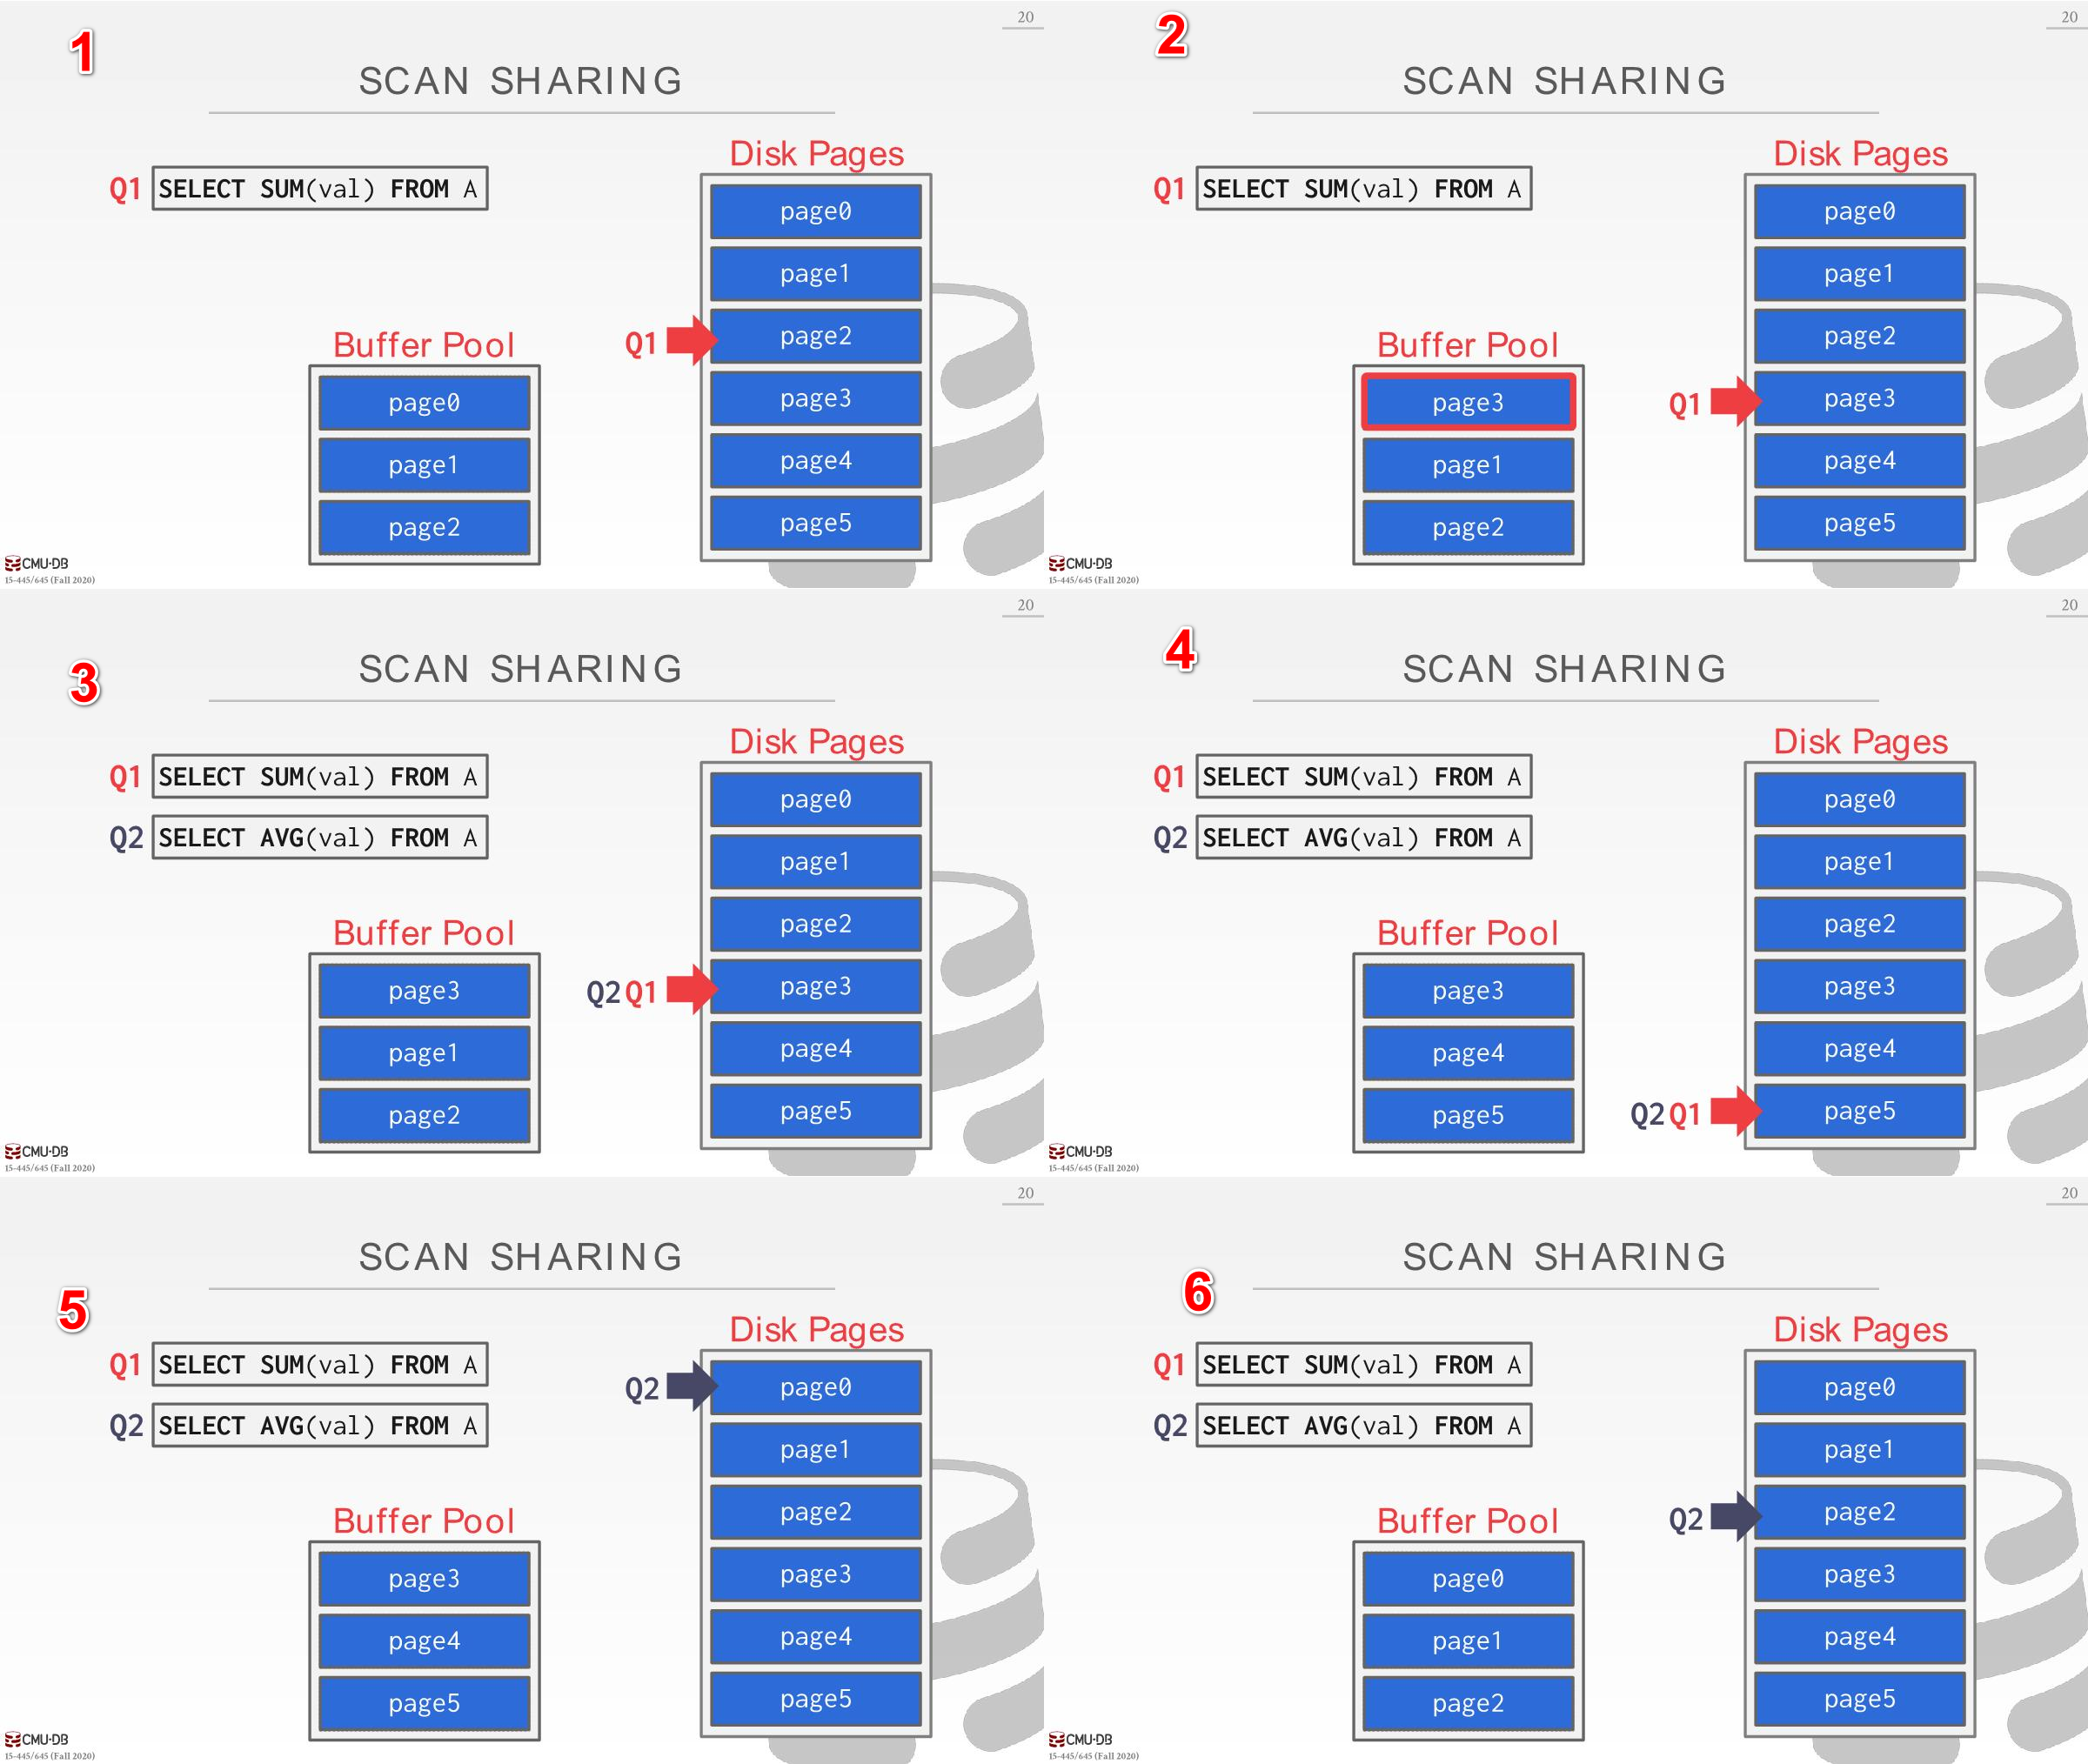 20
1
SCAN SHARING
Disk Pages
Q1 SELECT SUM(val) FROM A
page0
page1
Q1 page2
page3
page4
page5
Buffer Pool
page0
page1
page2
CMU·DB
15-445/645 (Fall 2020)
20
2
SCAN SHARING
Disk Pages
Q1 SELECT SUM(val) FROM A
page0
page1
page2
Q1 page3
page4
page5
Buffer Pool
page3
page1
page2
CMU·DB
15-445/645 (Fall 2020)
20
3
SCAN SHARING
Disk Pages
Q1 SELECT SUM(val) FROM A
Q2 SELECT AVG(val) FROM A
page0
page1
page2
Q2 Q1 page3
page4
page5
Buffer Pool
page3
page1
page2
CMU·DB
15-445/645 (Fall 2020)
20
4
SCAN SHARING
Disk Pages
Q1 SELECT SUM(val) FROM A
Q2 SELECT AVG(val) FROM A
page0
page1
page2
page3
page4
Q2 Q1 page5
Buffer Pool
page3
page4
page5
CMU·DB
15-445/645 (Fall 2020)
20
5
SCAN SHARING
Disk Pages
Q1 SELECT SUM(val) FROM A
Q2 SELECT AVG(val) FROM A
Q2 page0
page1
page2
page3
page4
page5
Buffer Pool
page3
page4
page5
CMU·DB
15-445/645 (Fall 2020)
20
6
SCAN SHARING
Disk Pages
Q1 SELECT SUM(val) FROM A
Q2 SELECT AVG(val) FROM A
page0
page1
Q2 page2
page3
page4
page5
Buffer Pool
page0
page1
page2
CMU·DB
15-445/645 (Fall 2020)